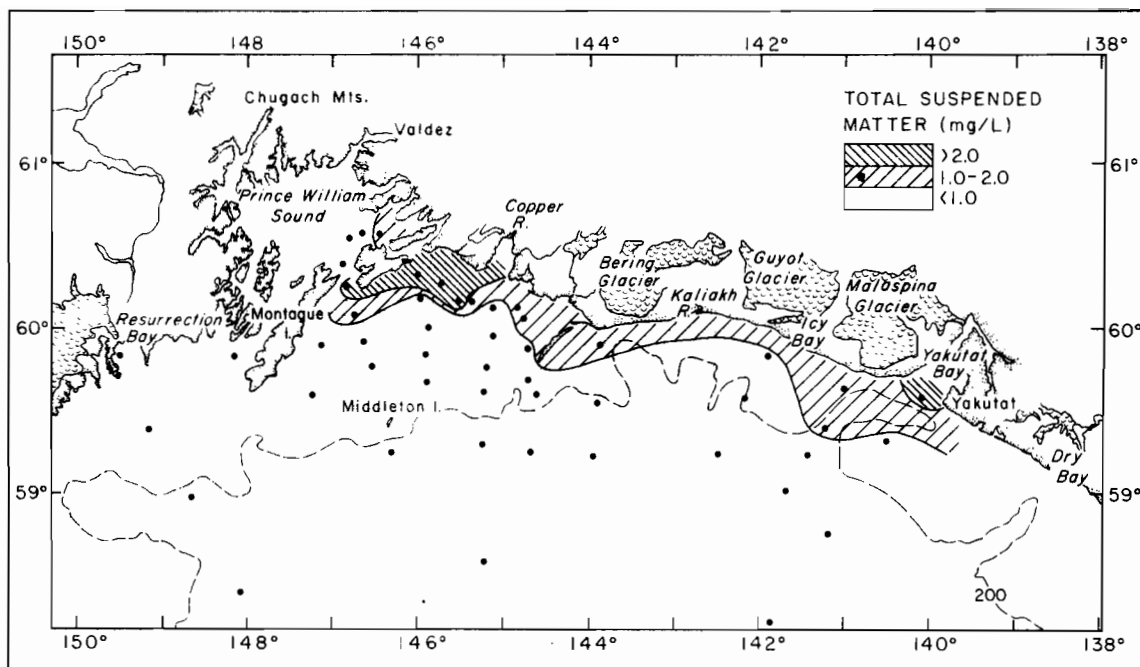 150° 148° 146° 144° 142° 140° 138°
TOTAL SUSPENDED
MATTER (mg/L)
>2.0
1.0-2.0
<1.0
Chugach Mts.
Valdez
61° 61°
Prince William
Sound
Copper
R.
Bering
Glacier
Guyot
Glacier
Malaspina
Glacier
Kaliakh
R.
Icy
Bay
Montague
60° 60°
Resurrection
Bay
Yakutat
Bay
Yakutat
Middleton I.
Dry
Bay
59° 59°
200
150° 148° 146° 144° 142° 140° 138°